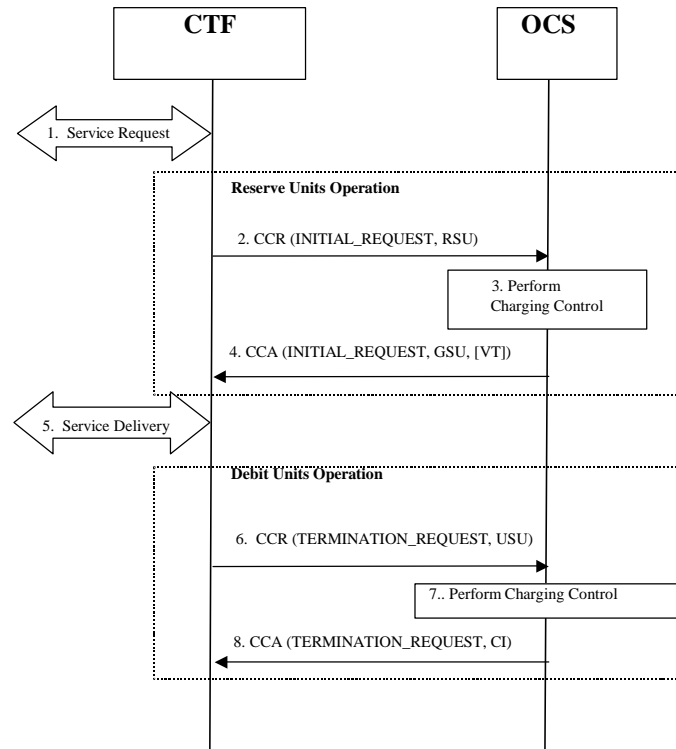 CTF
OCS
1. Service Request
Reserve Units Operation
2. CCR (INITIAL_REQUEST, RSU)
3. Perform
Charging Control
4. CCA (INITIAL_REQUEST, GSU, [VT])
5. Service Delivery
Debit Units Operation
6. CCR (TERMINATION_REQUEST, USU)
7.. Perform Charging Control
8. CCA (TERMINATION_REQUEST, CI)